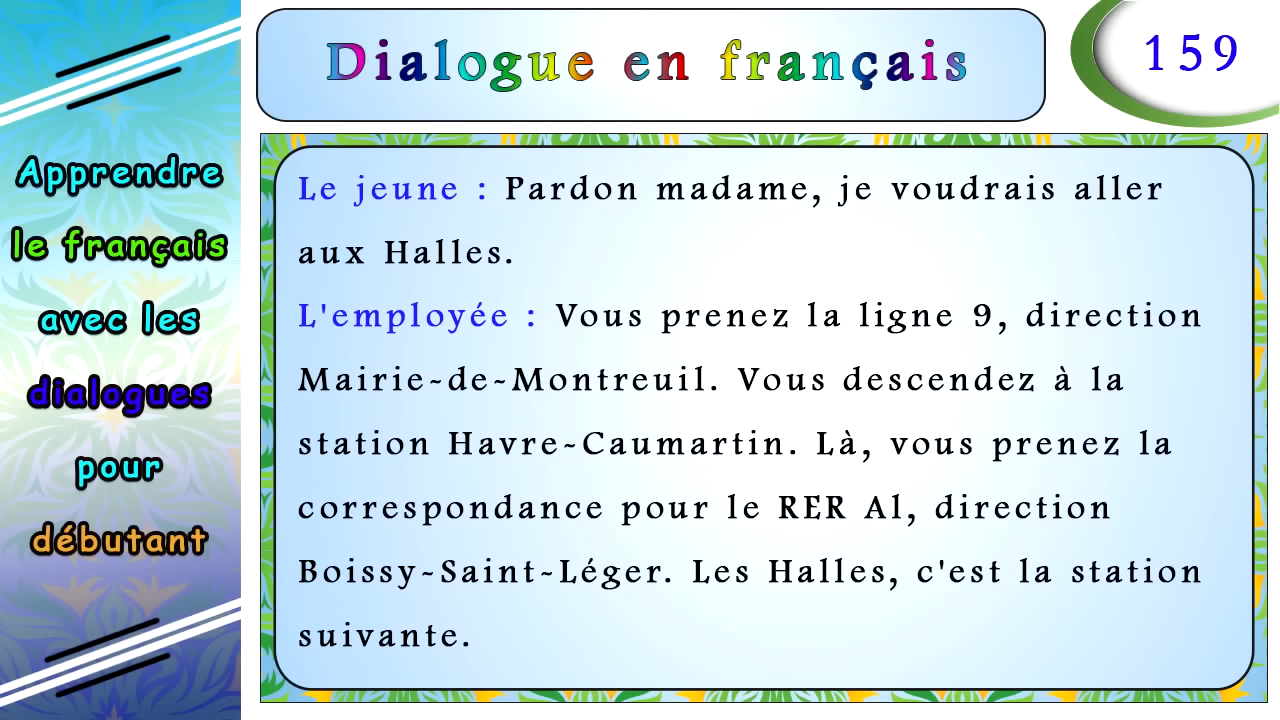 Dialogue en français
159
Apprendre
le français
avec les
dialogues
pour
débutant
Le jeune : Pardon madame, je voudrais aller
aux Halles.
L'employée : Vous prenez la ligne 9, direction
Mairie-de-Montreuil. Vous descendez à la
station Havre-Caumartin. Là, vous prenez la
correspondance pour le RER Al, direction
Boissy-Saint-Léger. Les Halles, c'est la station
suivante.